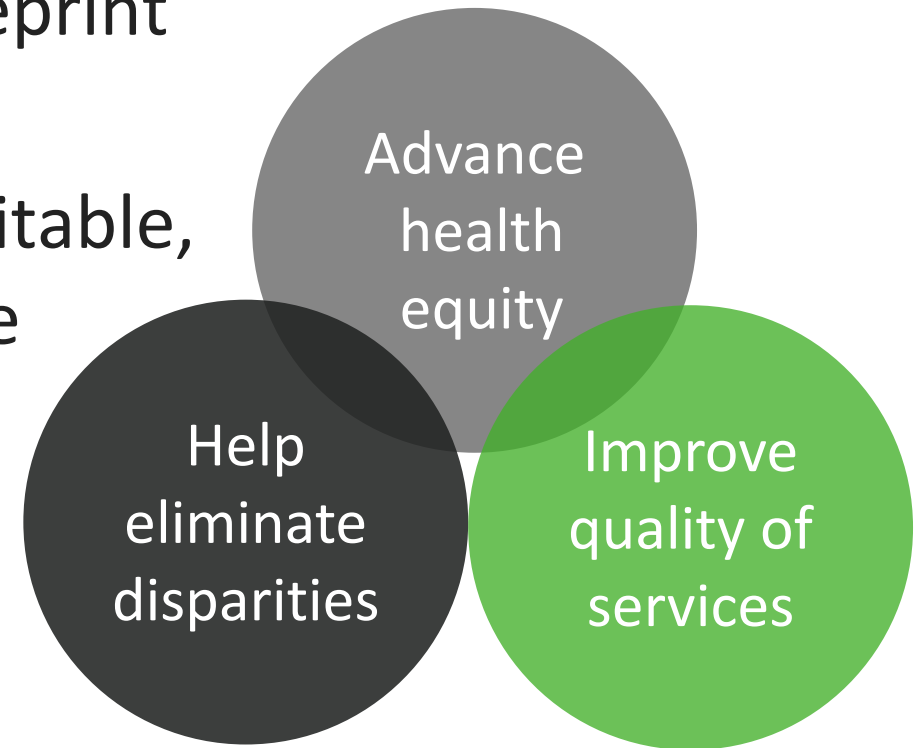 eprint
itable,
e
Advance
health
equity
Help
eliminate
disparities
Improve
quality of
services